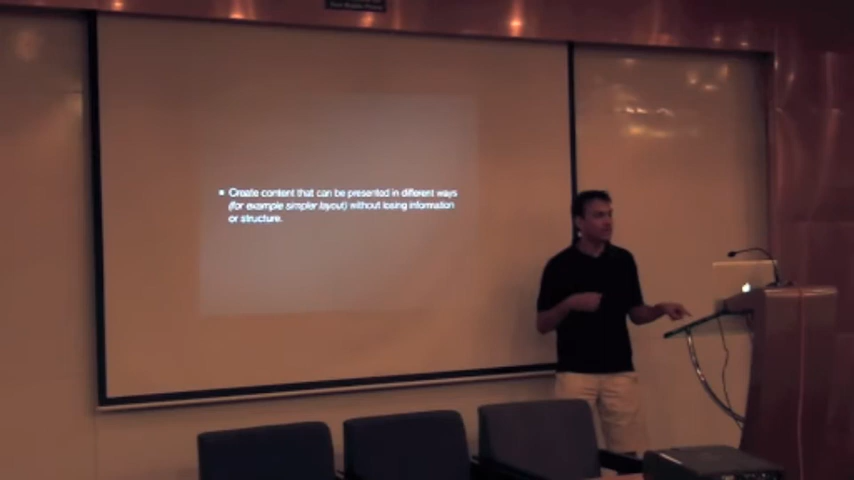 Create content that can be presented in different ways
(for example simpler layout) without losing information
or structure.